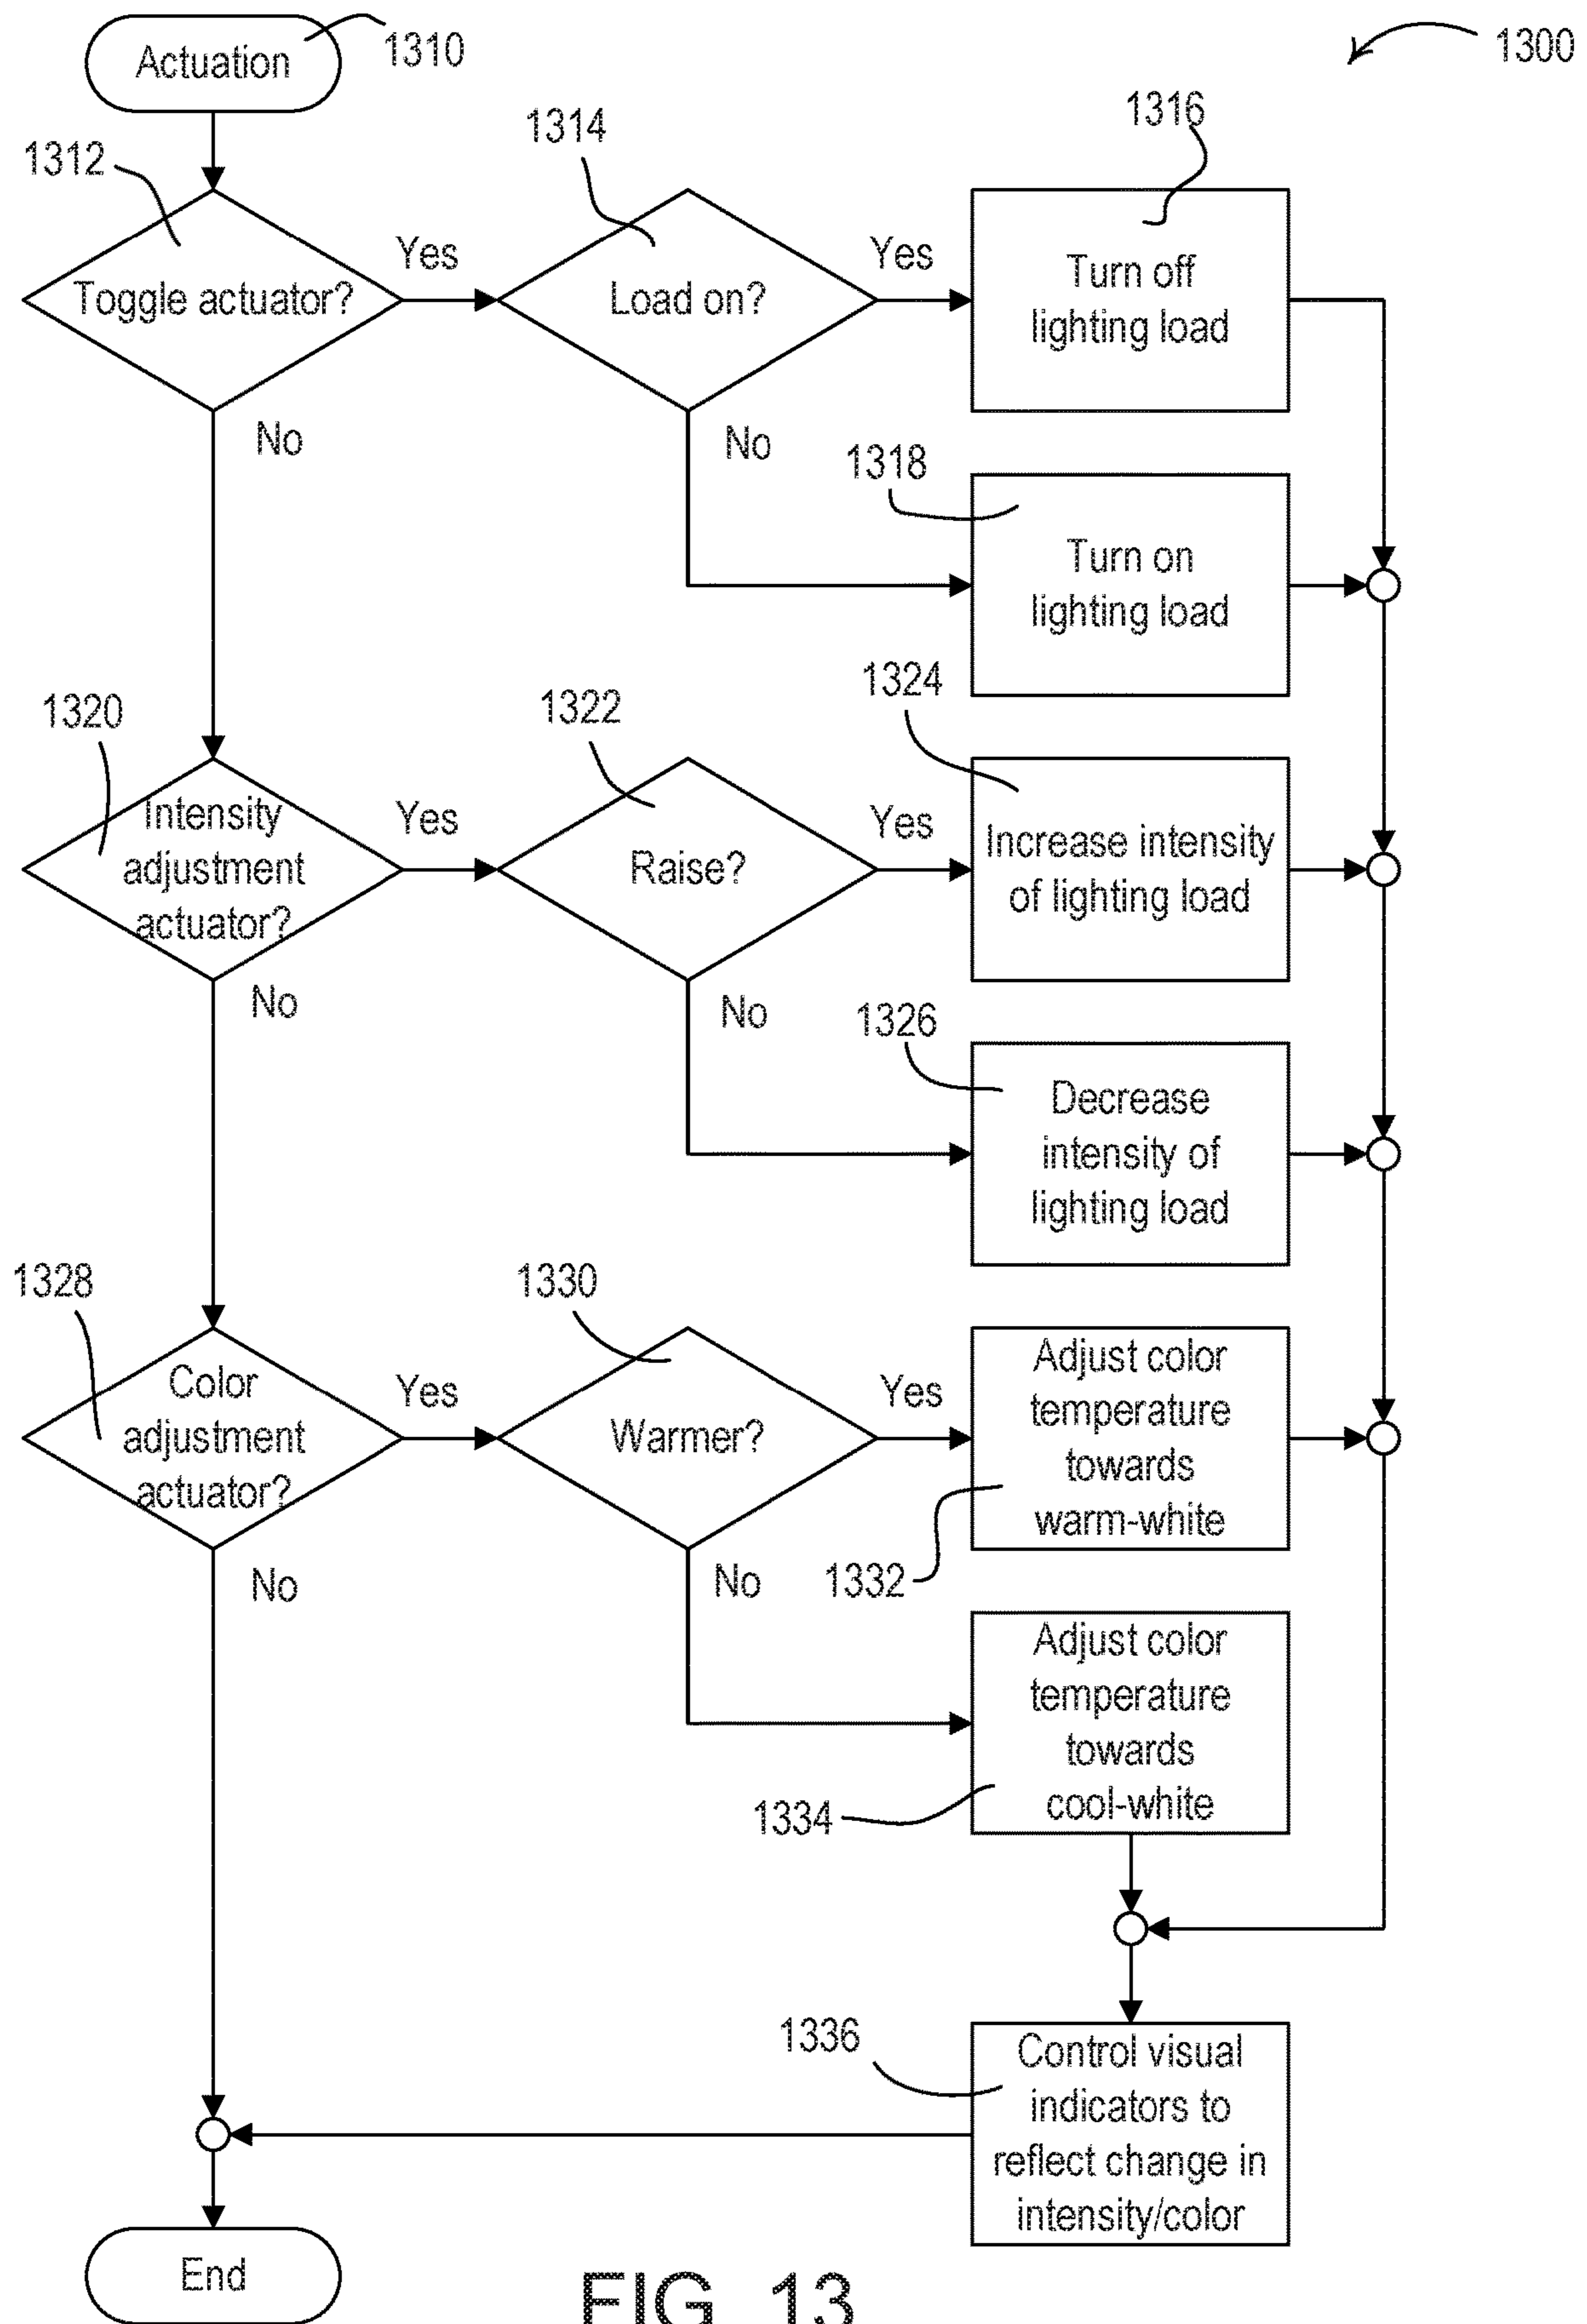 Actuation
1310
1300
1312
1314
1316
Toggle actuator?
Yes
Load on?
Yes
Turn off
lighting load
No
No
1318
Turn on
lighting load
1320
1322
1324
Intensity
adjustment
actuator?
Yes
Raise?
Yes
Increase intensity
of lighting load
No
No
1326
Decrease
intensity of
lighting load
1328
1330
Color
adjustment
actuator?
Yes
Warmer?
Yes
Adjust color
temperature
towards
warm-white
1332
No
No
Adjust color
temperature
towards
cool-white
1334
1336
Control visual
indicators to
reflect change in
intensity/color
End
FIG. 13